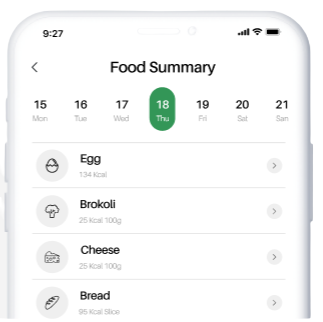 9:27
Food Summary
15 16 17 18 19 20 21
Mon Tue Wed Thu Fri Sat San
Egg
134 Kcal
Brokoli
25 Kcal 100g
Cheese
25 Kcal 100g
Bread
95 Kcal Slice